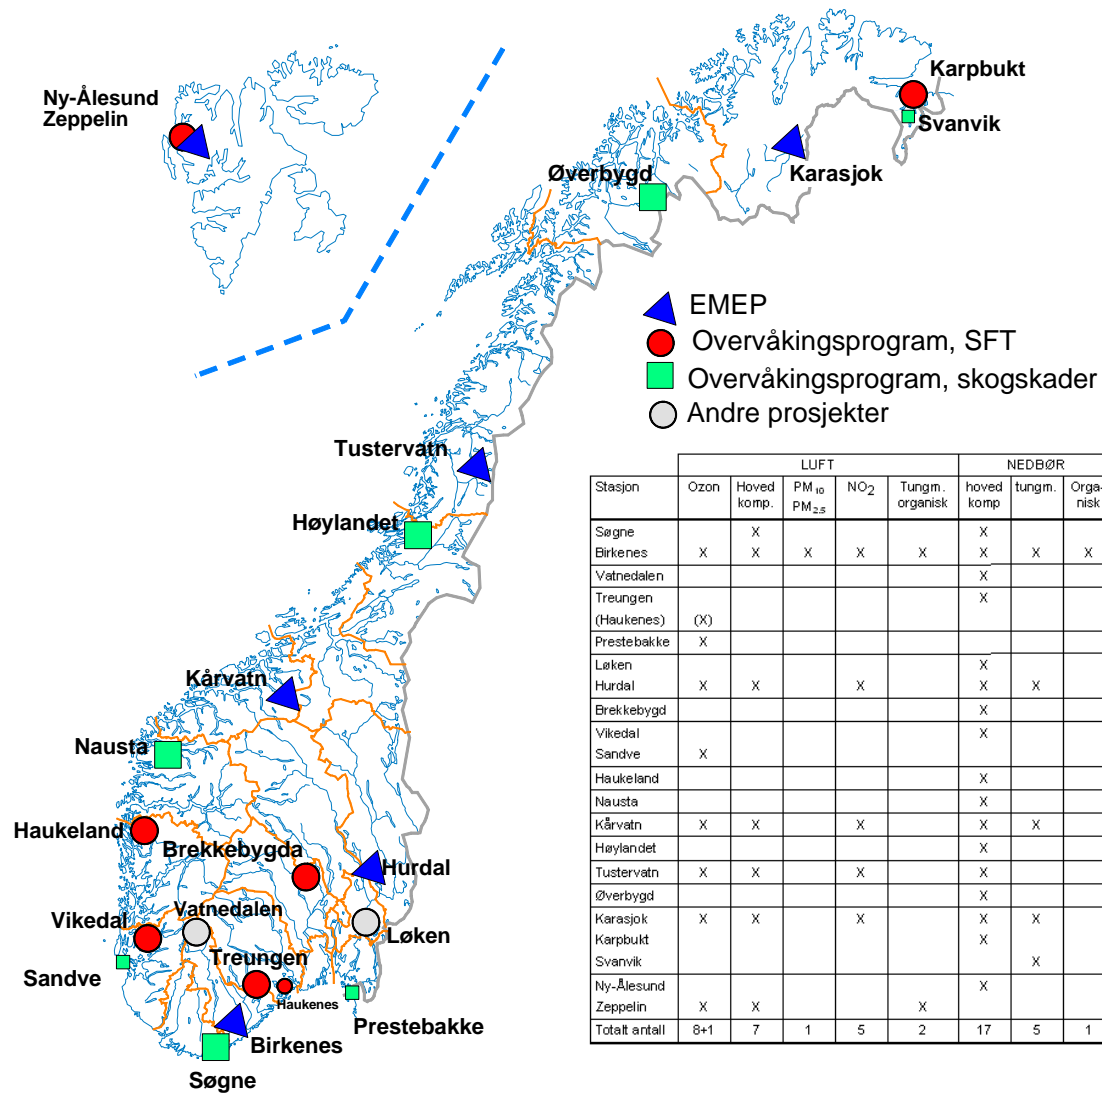 Ny-Ålesund
Zeppelin
Karpbukt
Svanvik
Karasjok
Øverbygd
EMEP
Overvåkingsprogram, SFT
Overvåkingsprogram, skogskader
Andre prosjekter
Tustervatn
Høylandet
Kårvatn
Nausta
Haukeland
Brekkebygda
Hurdal
Vikedal
Vatnedalen
Løken
Sandve
Treungen
Haukenes
Prestebakke
Birkenes
Søgne
LUFT NEDBØR
Stasjon Ozon Hoved komp. PM10 PM2.5 NO2 Tungm. organisk hoved komp tungm. Orga- nisk
Søgne X X
Birkenes X X X X X X X X
Vatnedalen X
Treungen X
(Haukenes) (X)
Prestebakke X
Løken X
Hurdal X X X X X
Brekkebygd X
Vikedal X
Sandve X
Haukeland X
Nausta X
Kårvatn X X X X X
Høylandet X
Tustervatn X X X X
Øverbygd X
Karasjok X X X X X
Karpbukt X
Svanvik X
Ny-Ålesund X
Zeppelin X X X
Totalt antall 8+1 7 1 5 2 17 5 1